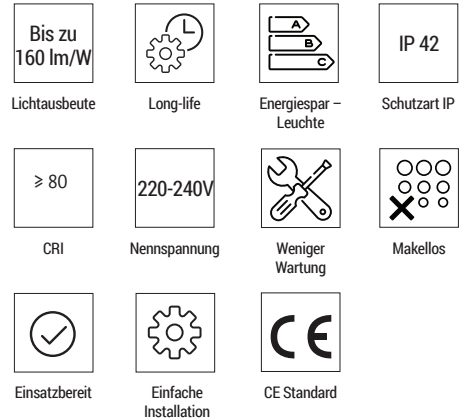 Bis zu
160 lm/W
Lichtausbeute
Long-life
A
B
C
Energiespar –
Leuchte
IP 42
Schutzart IP
≥ 80
CRI
220-240V
Nennspannung
Weniger
Wartung
Makellos
Einsatzbereit
Einfache
Installation
CE
CE Standard